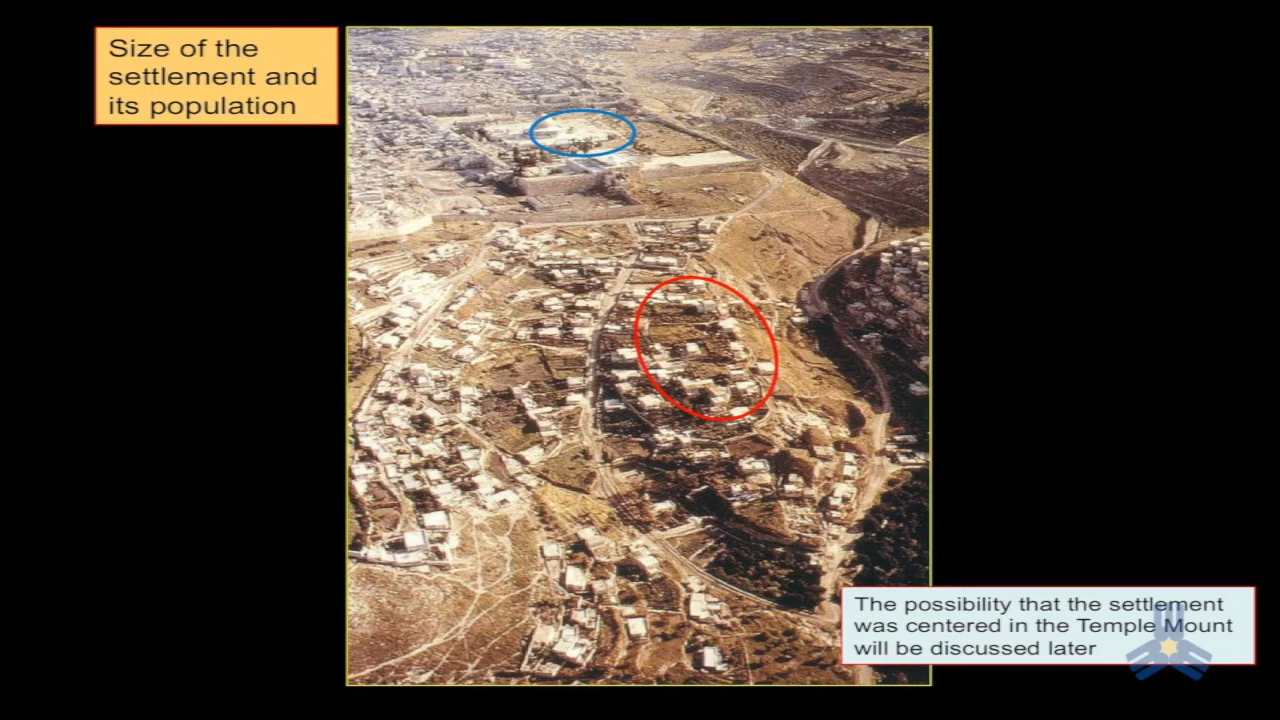 Size of the
settlement and
its population
The possibility that the settlement
was centered in the Temple Mount
will be discussed later